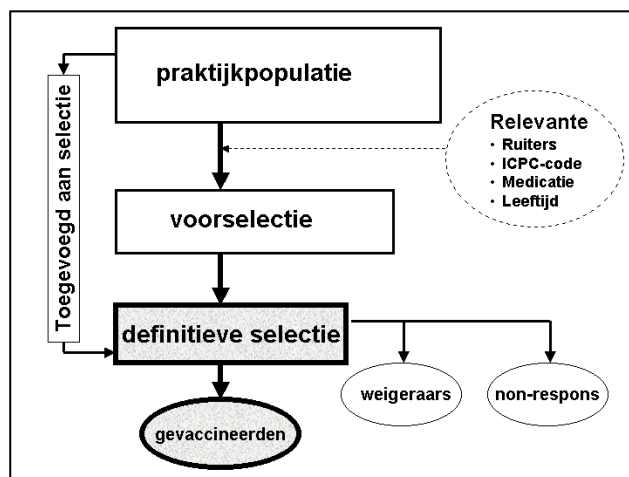 praktijkpopulatie
Toegevoegd aan selectie
Relevante
· Ruiters
· ICPC-code
· Medicatie
· Leeftijd
voorselectie
definitieve selectie
weigeraars
non-respons
gevaccineerden